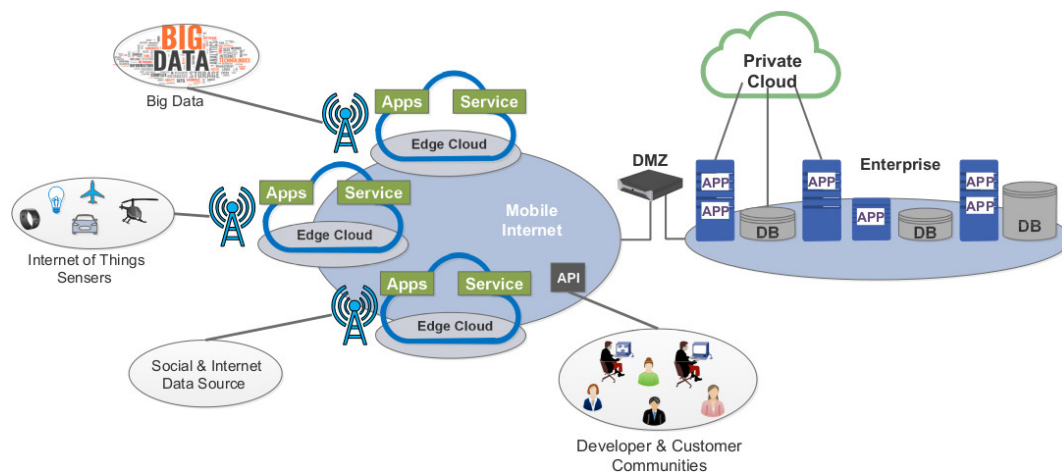 BIG
DATA
Big Data
Apps
Service
Edge Cloud
Private
Cloud
DMZ
Enterprise
APP
APP
DB
APP
APP
DB
APP
APP
DB
Apps
Service
Edge Cloud
Mobile
Internet
Internet of Things
Sensers
Apps
Service
Edge Cloud
API
Social & Internet
Data Source
Developer & Customer
Communities